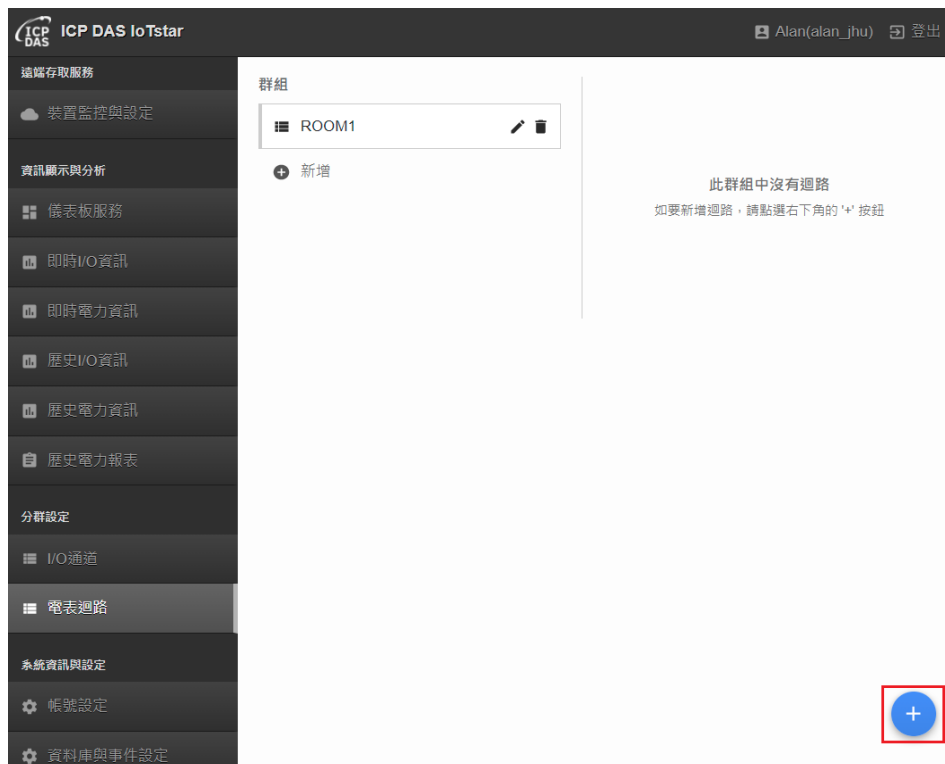 ICP DAS
ICP DAS IoTstar
Alan(alan_jhu)
登出
遠端存取服務
裝置監控與設定
資訊顯示與分析
儀表板服務
即時I/O資訊
即時電力資訊
歷史I/O資訊
歷史電力資訊
歷史電力報表
分群設定
I/O通道
電表迴路
系統資訊與設定
帳號設定
資料庫與事件設定
群組
ROOM1
新增
此群組中沒有迴路
如要新增迴路，請點選右下角的 '+' 按鈕
+